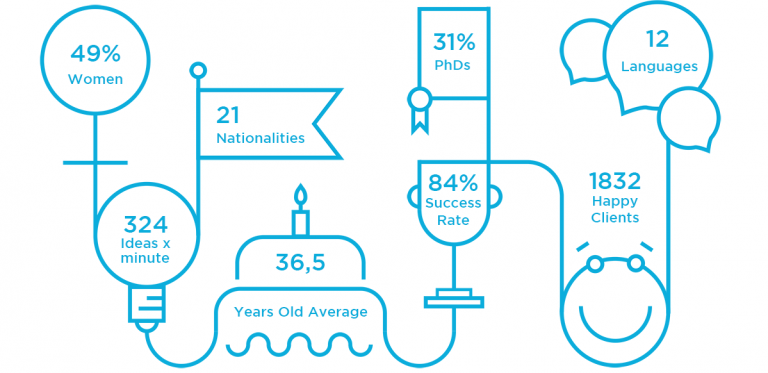 49%
Women
21
Nationalities
324
Ideas x
minute
36,5
Years Old Average
31%
PhDs
84%
Success
Rate
12
Languages
1832
Happy
Clients